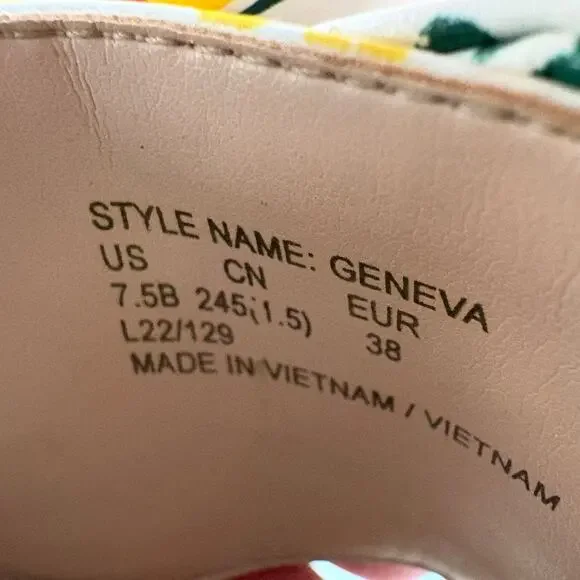 STYLE NAME: GENEVA
US CN EUR
7.5B 245;(1.5) 38
L22/129
MADE IN VIETNAM / VIETNAM